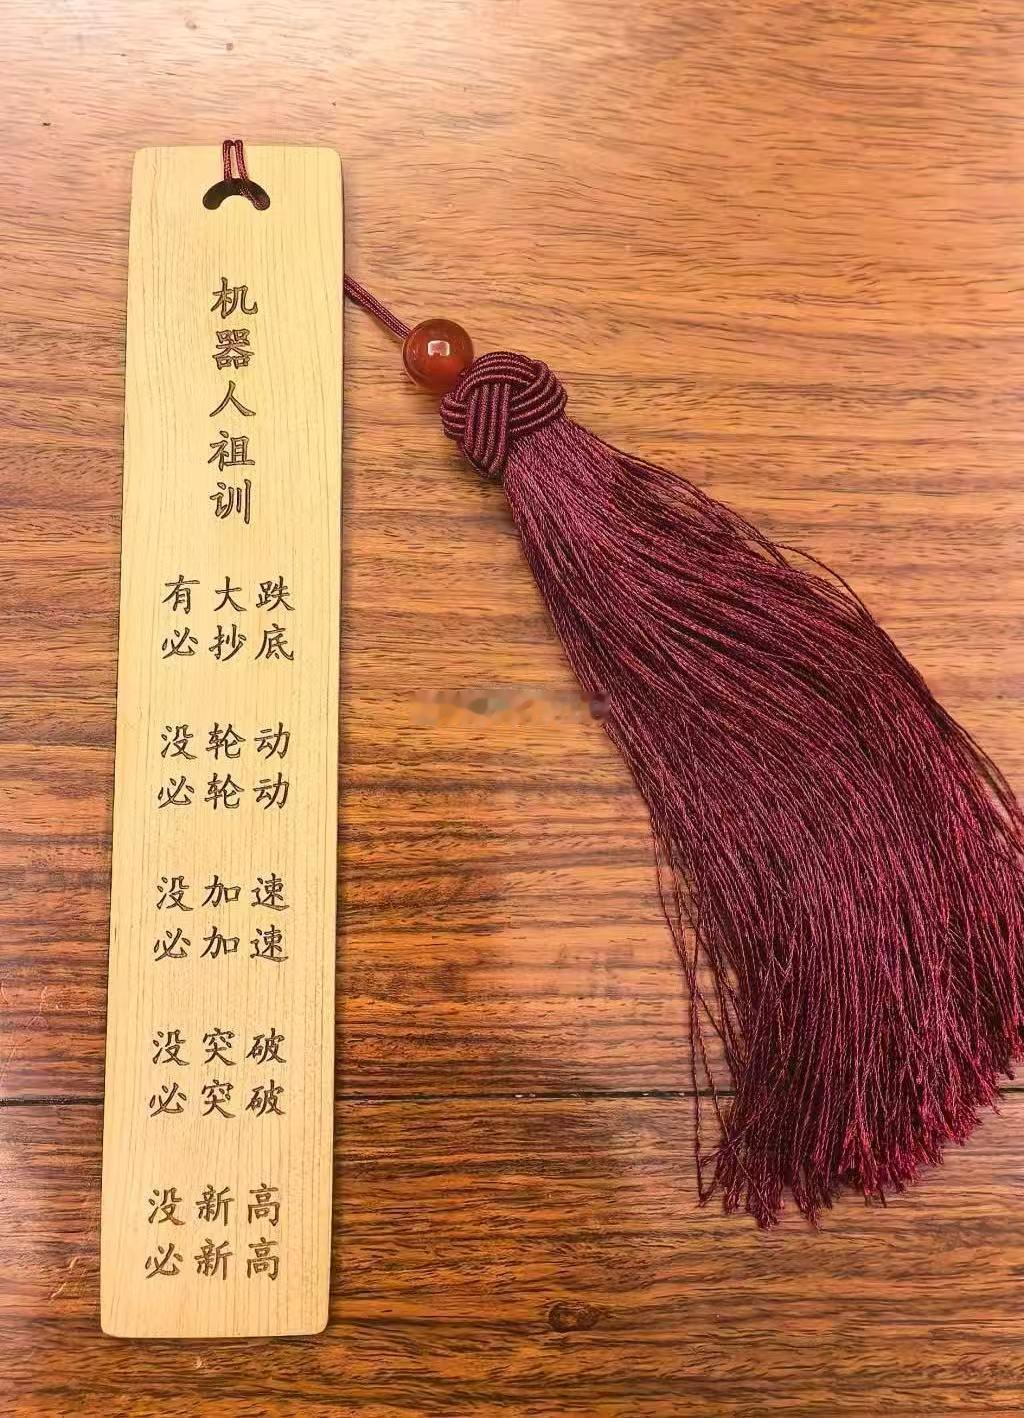 机器人祖训
有大跌
必抄底
没轮动
必轮动
没加速
必加速
没突破
必突破
没新高
必新高